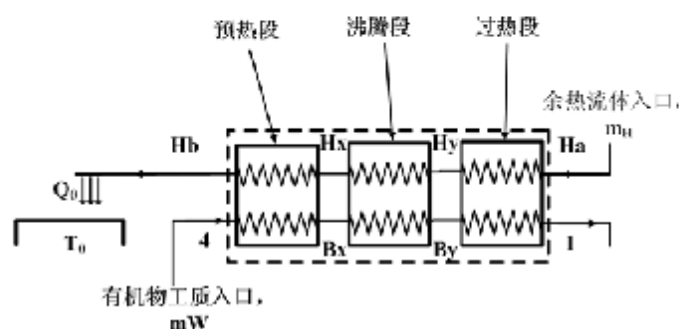 预热段
沸腾段
过热段
余热流体入口,
mH
Hb
Hx
Hy
Ha
Q0
T0
4
Bx
By
1
有机物工质入口,
mW